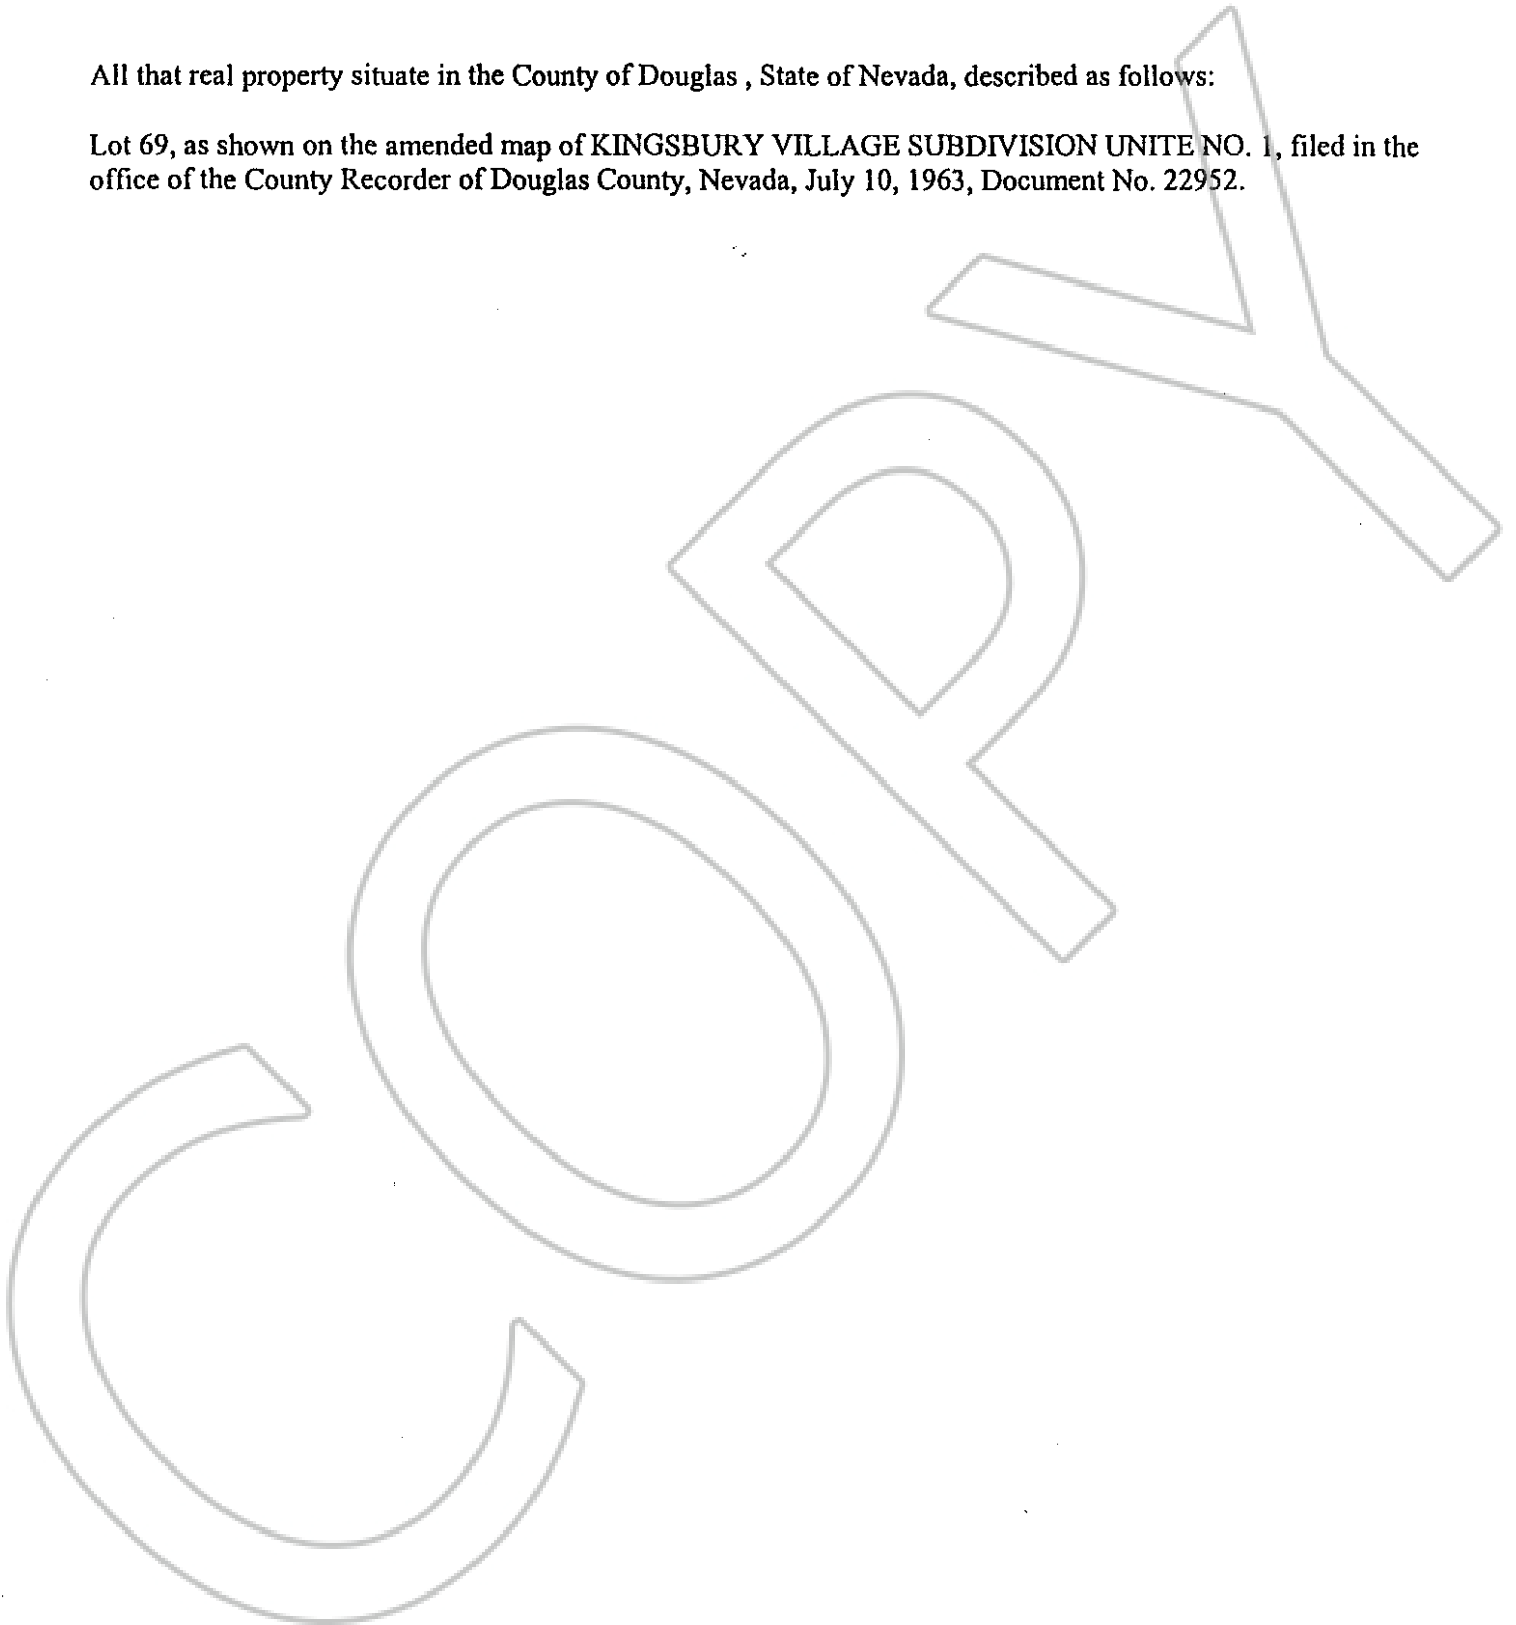 All that real property situate in the County of Douglas , State of Nevada, described as follows:
Lot 69, as shown on the amended map of KINGSBURY VILLAGE SUBDIVISION UNITE NO. 1, filed in the
office of the County Recorder of Douglas County, Nevada, July 10, 1963, Document No. 22952.
COPY